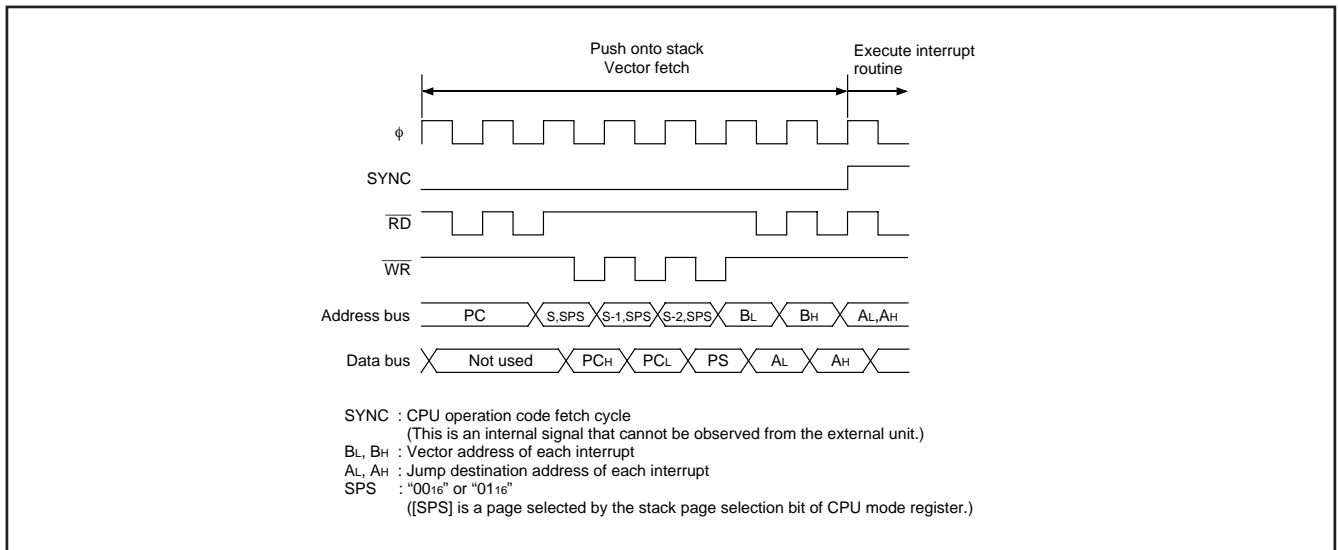 Push onto stack
Vector fetch
Execute interrupt
routine
ϕ
SYNC
RD
WR
Address bus PC S,SPS S-1,SPS S-2,SPS BL BH AL,AH
Data bus Not used PCH PCL PS AL AH
SYNC : CPU operation code fetch cycle
(This is an internal signal that cannot be observed from the external unit.)
BL, BH : Vector address of each interrupt
AL, AH : Jump destination address of each interrupt
SPS : “0016” or “0116”
([SPS] is a page selected by the stack page selection bit of CPU mode register.)